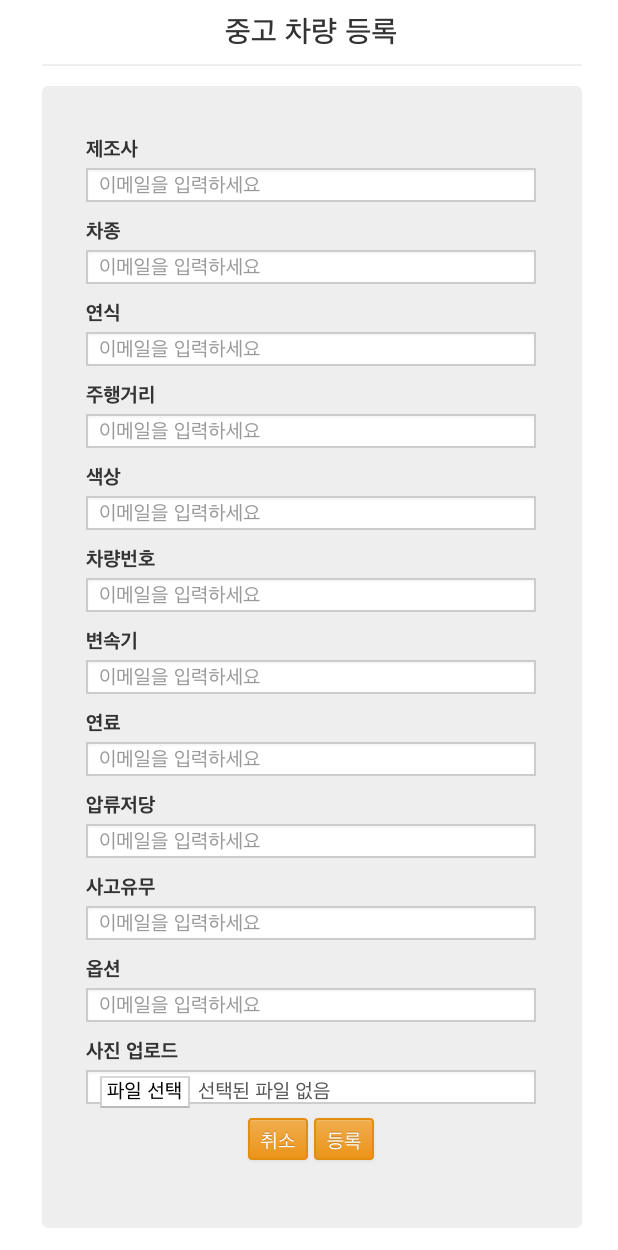 중고 차량 등록
제조사
이메일을 입력하세요
차종
이메일을 입력하세요
연식
이메일을 입력하세요
주행거리
이메일을 입력하세요
색상
이메일을 입력하세요
차량번호
이메일을 입력하세요
변속기
이메일을 입력하세요
연료
이메일을 입력하세요
압류저당
이메일을 입력하세요
사고유무
이메일을 입력하세요
옵션
이메일을 입력하세요
사진 업로드
파일 선택 선택된 파일 없음
취소 등록